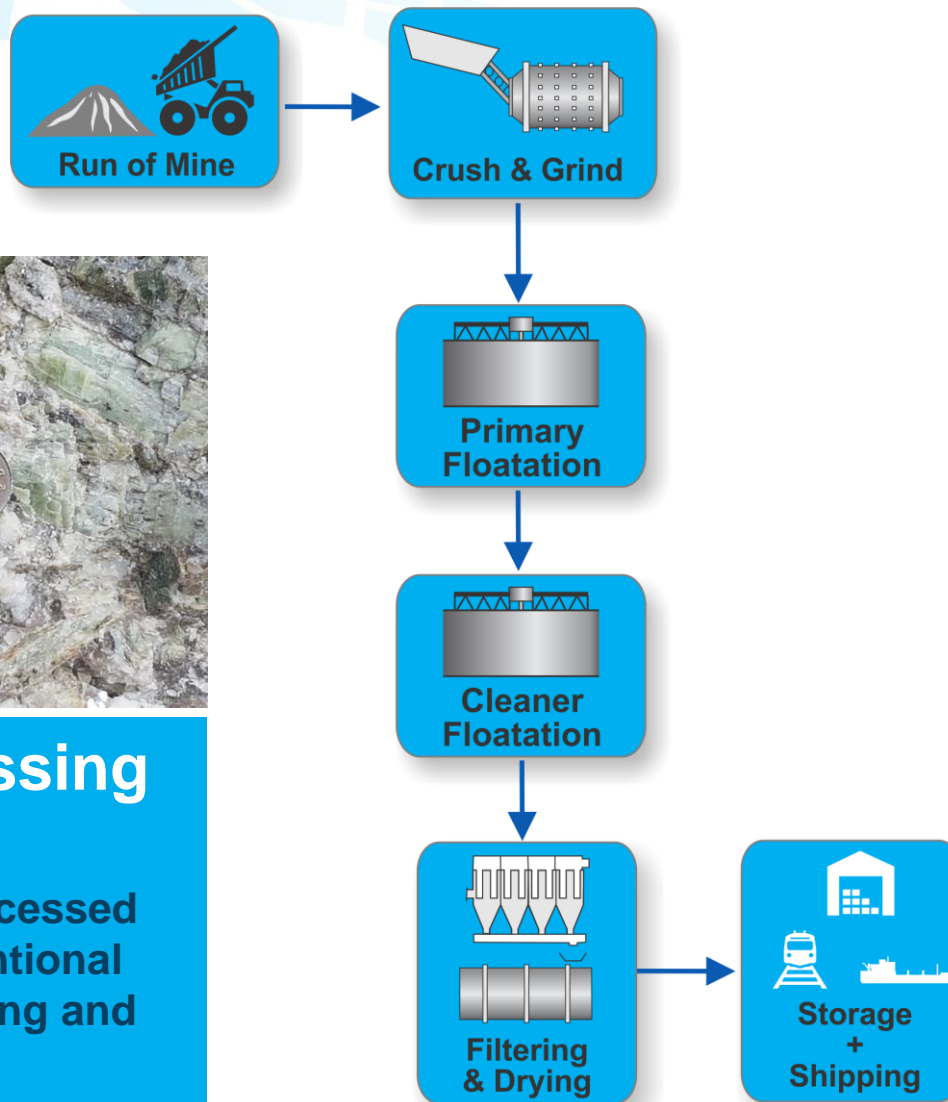 Run of Mine
Crush & Grind
Primary
Floatation
Cleaner
Floatation
ssing
cessed
ntional
ng and
Filtering
& Drying
Storage
+
Shipping